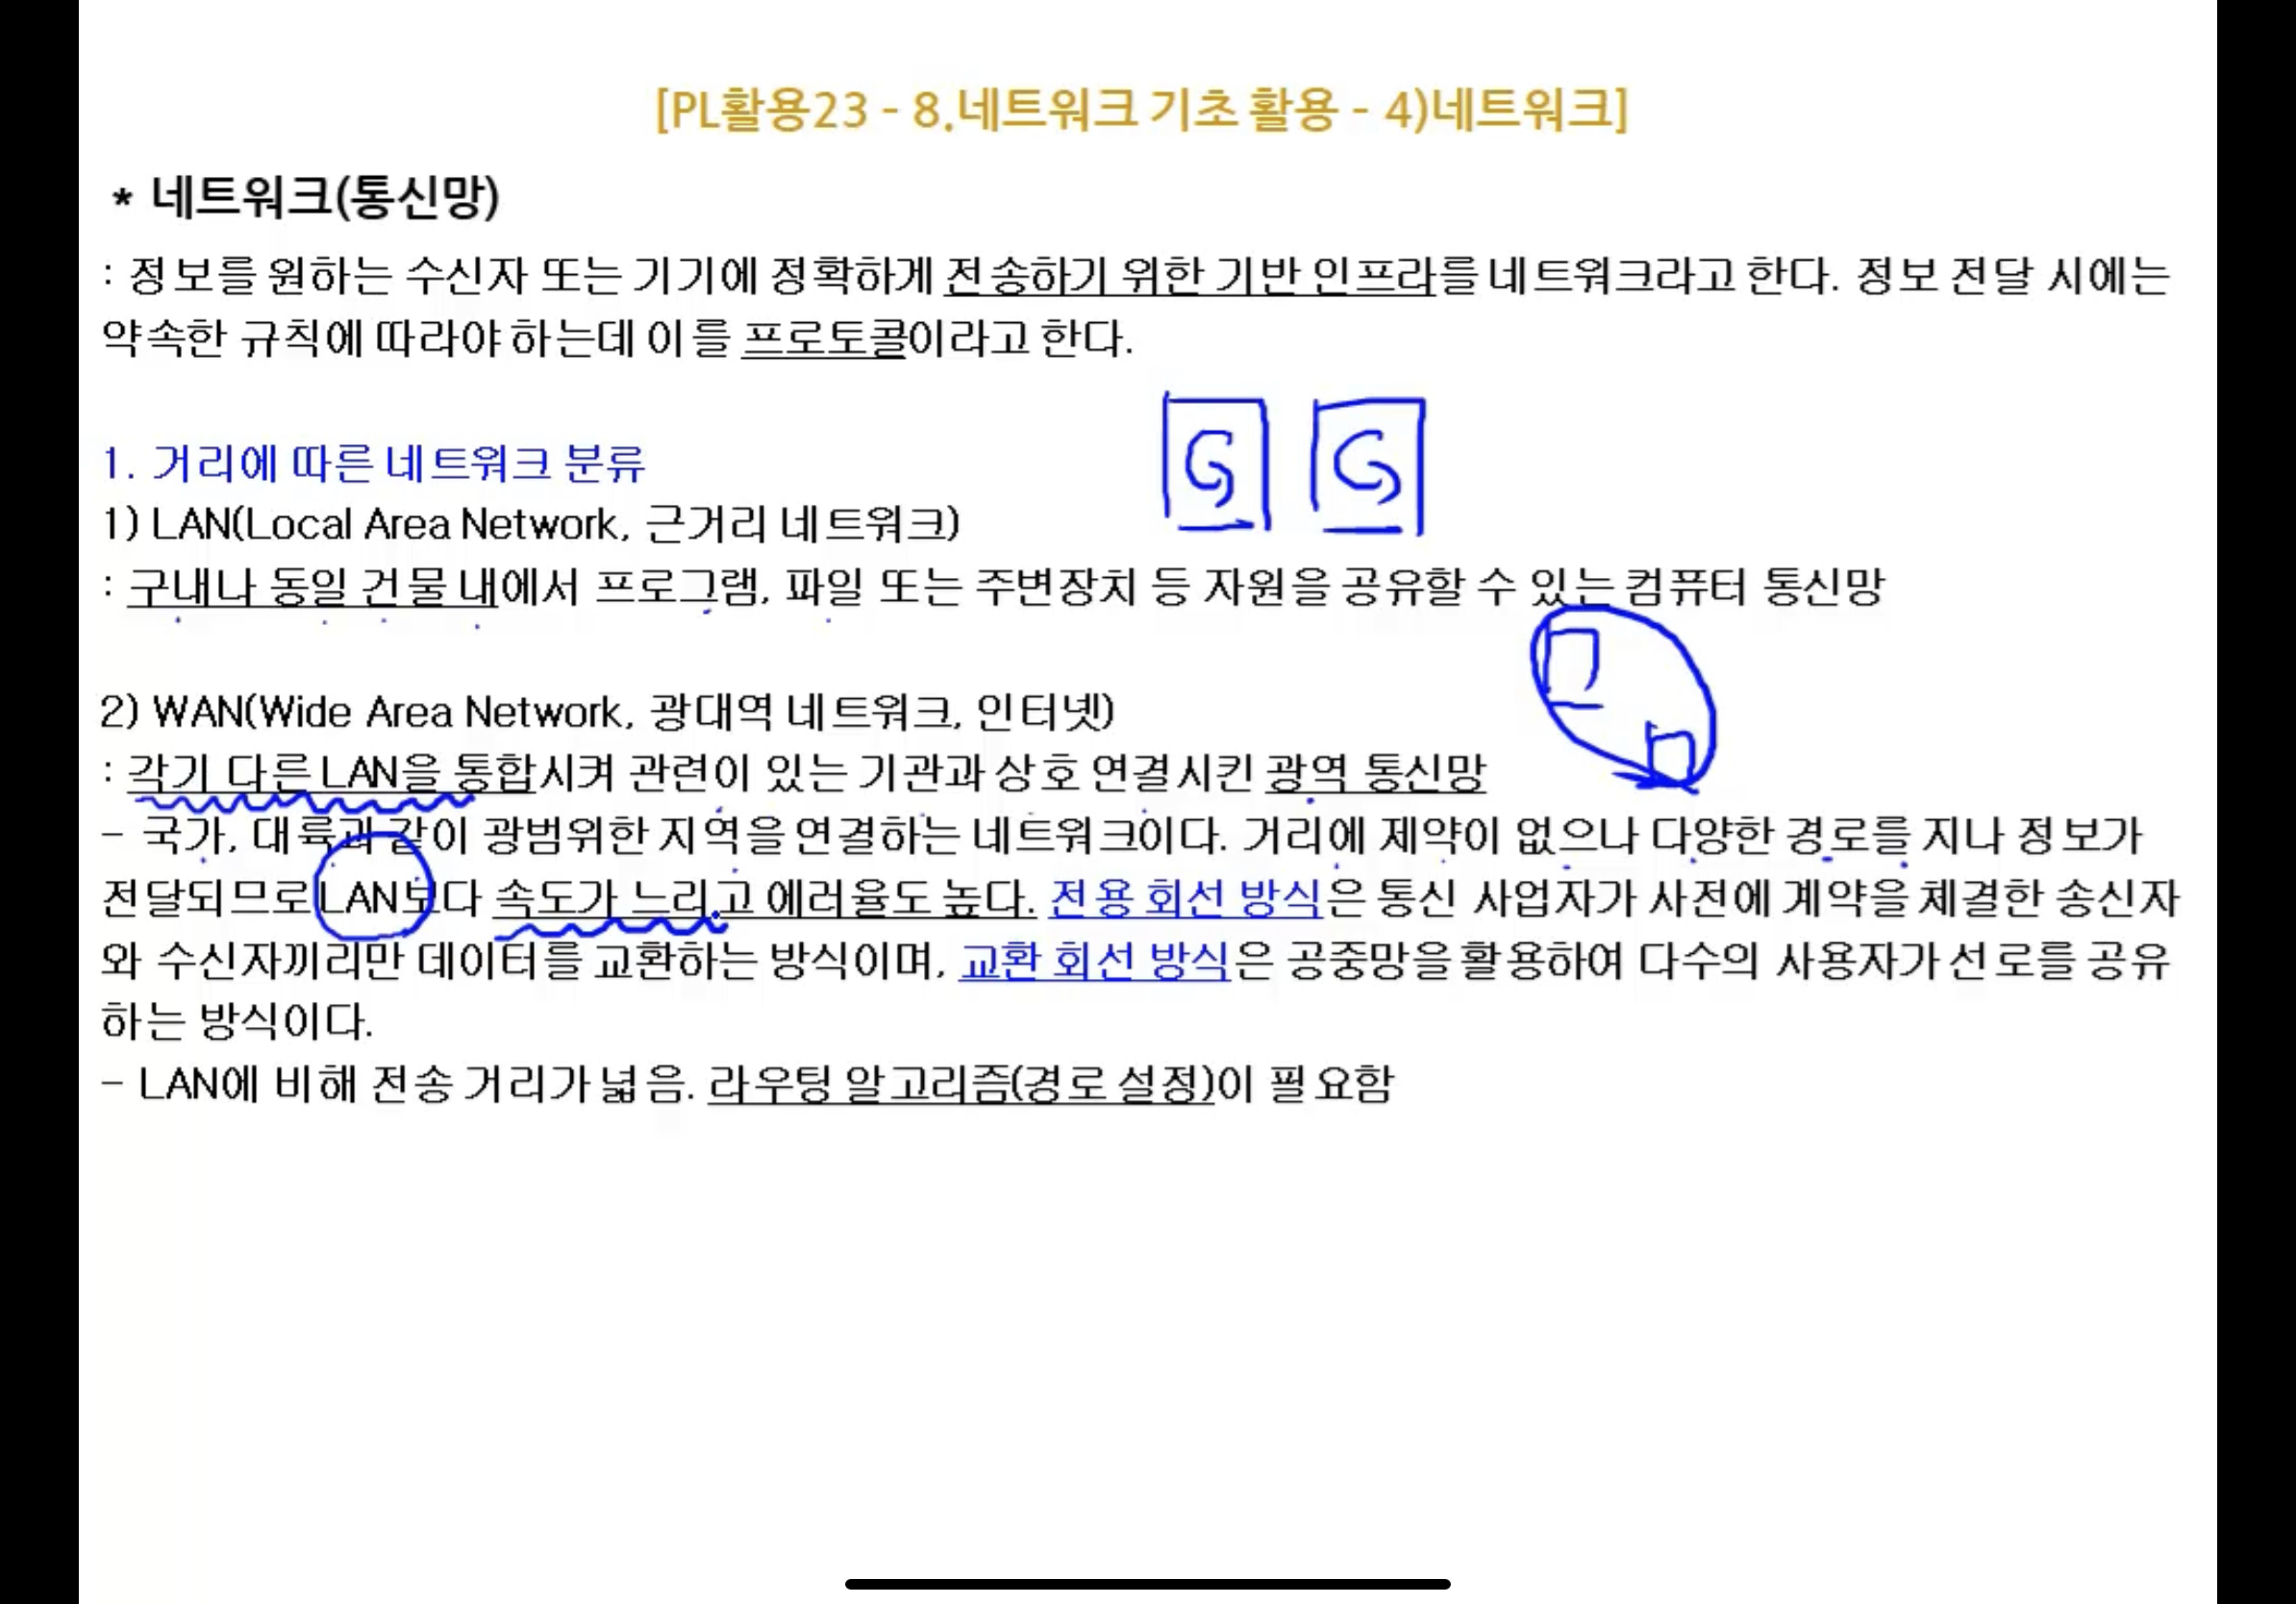 [PL활용23 - 8.네트워크 기초 활용 - 4)네트워크]
* 네트워크(통신망)
: 정보를 원하는 수신자 또는 기기에 정확하게 전송하기 위한 기반 인프라를 네트워크라고 한다. 정보 전달 시에는
약속한 규칙에 따라야 하는데 이를 프로토콜이라고 한다.
1. 거리에 따른 네트워크 분류
1) LAN(Local Area Network, 근거리 네트워크)
: 구내나 동일 건물 내에서 프로그램, 파일 또는 주변장치 등 자원을 공유할 수 있는 컴퓨터 통신망
2) WAN(Wide Area Network, 광대역 네트워크, 인터넷)
: 각기 다른 LAN을 통합시켜 관련이 있는 기관과 상호 연결시킨 광역 통신망
- 국가, 대륙과 같이 광범위한 지역을 연결하는 네트워크이다. 거리에 제약이 없으나 다양한 경로를 지나 정보가
전달되므로 LAN보다 속도가 느리고 에러율도 높다. 전용 회선 방식은 통신 사업자가 사전에 계약을 체결한 송신자
와 수신자끼리만 데이터를 교환하는 방식이며, 교환 회선 방식은 공중망을 활용하여 다수의 사용자가 선로를 공유
하는 방식이다.
- LAN에 비해 전송 거리가 넓음. 라우팅 알고리즘(경로 설정)이 필요함